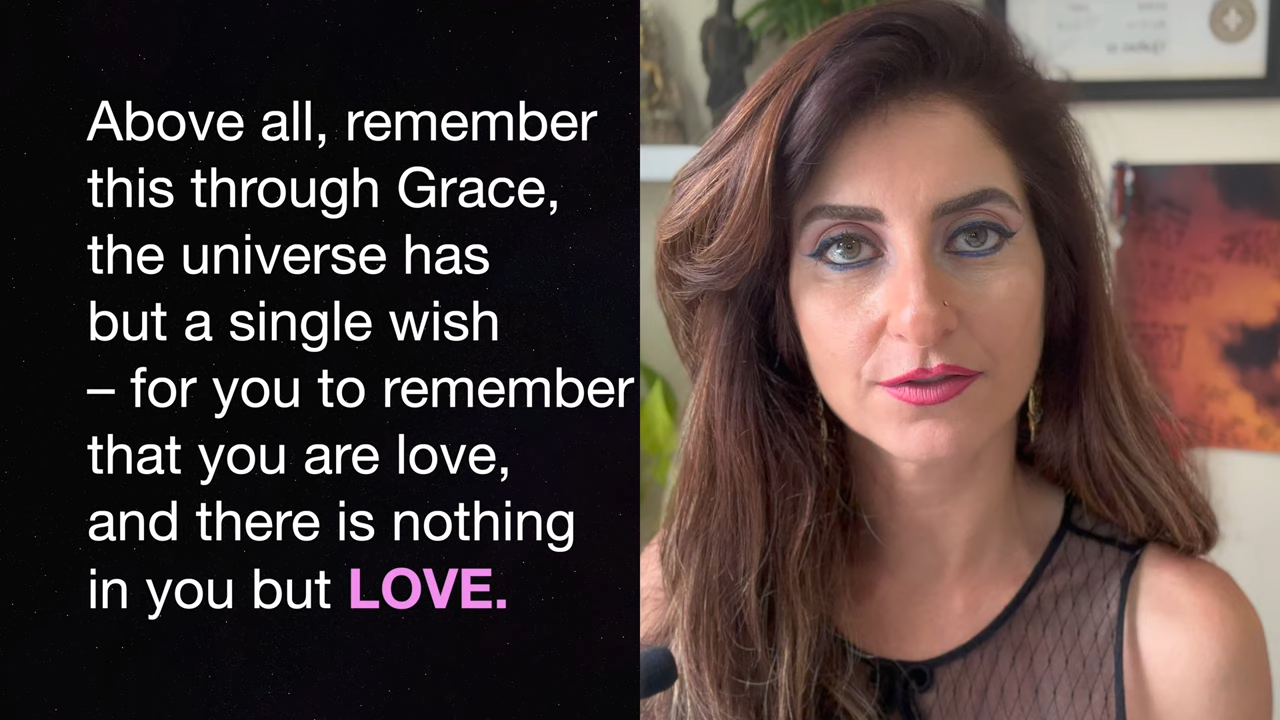 Above all, remember
this through Grace,
the universe has
but a single wish
– for you to remember
that you are love,
and there is nothing
in you but LOVE.